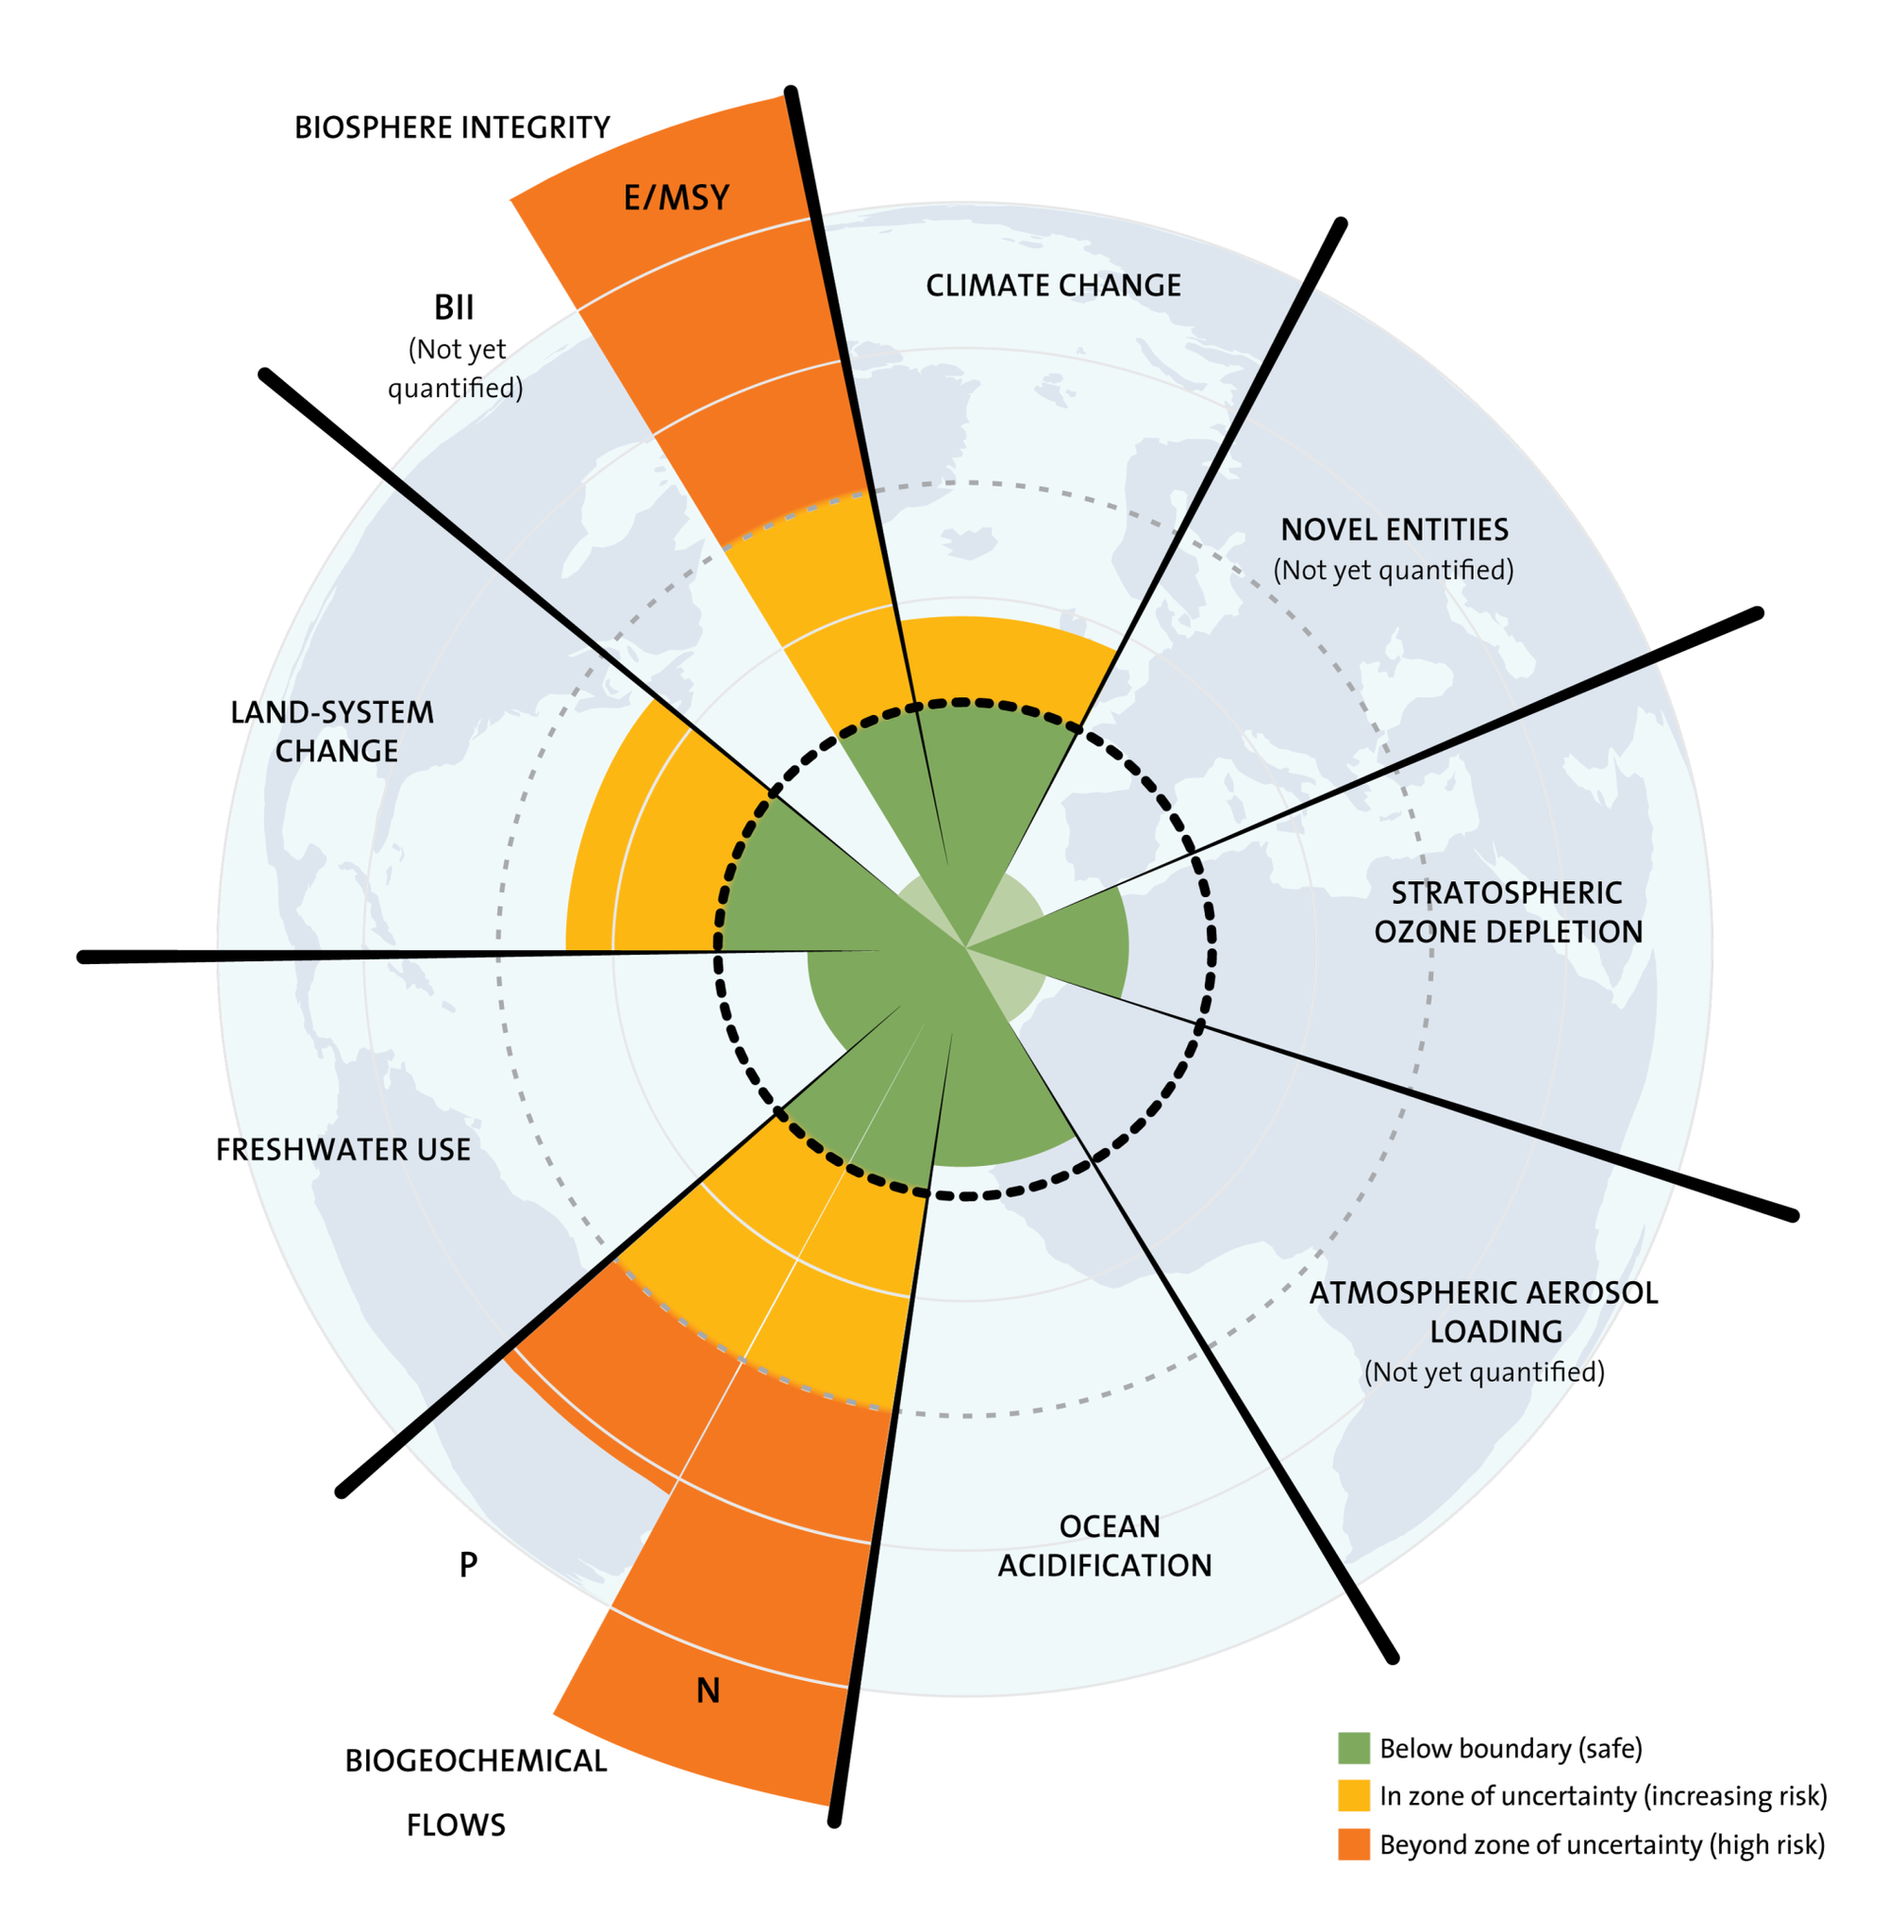 BIOSPHERE INTEGRITY
E/MSY
BII
(Not yet
quantified)
CLIMATE CHANGE
NOVEL ENTITIES
(Not yet quantified)
LAND-SYSTEM
CHANGE
STRATOSPHERIC
OZONE DEPLETION
FRESHWATER USE
ATMOSPHERIC AEROSOL
LOADING
(Not yet quantified)
OCEAN
ACIDIFICATION
P
N
BIOGEOCHEMICAL
FLOWS
Below boundary (safe)
In zone of uncertainty (increasing risk)
Beyond zone of uncertainty (high risk)